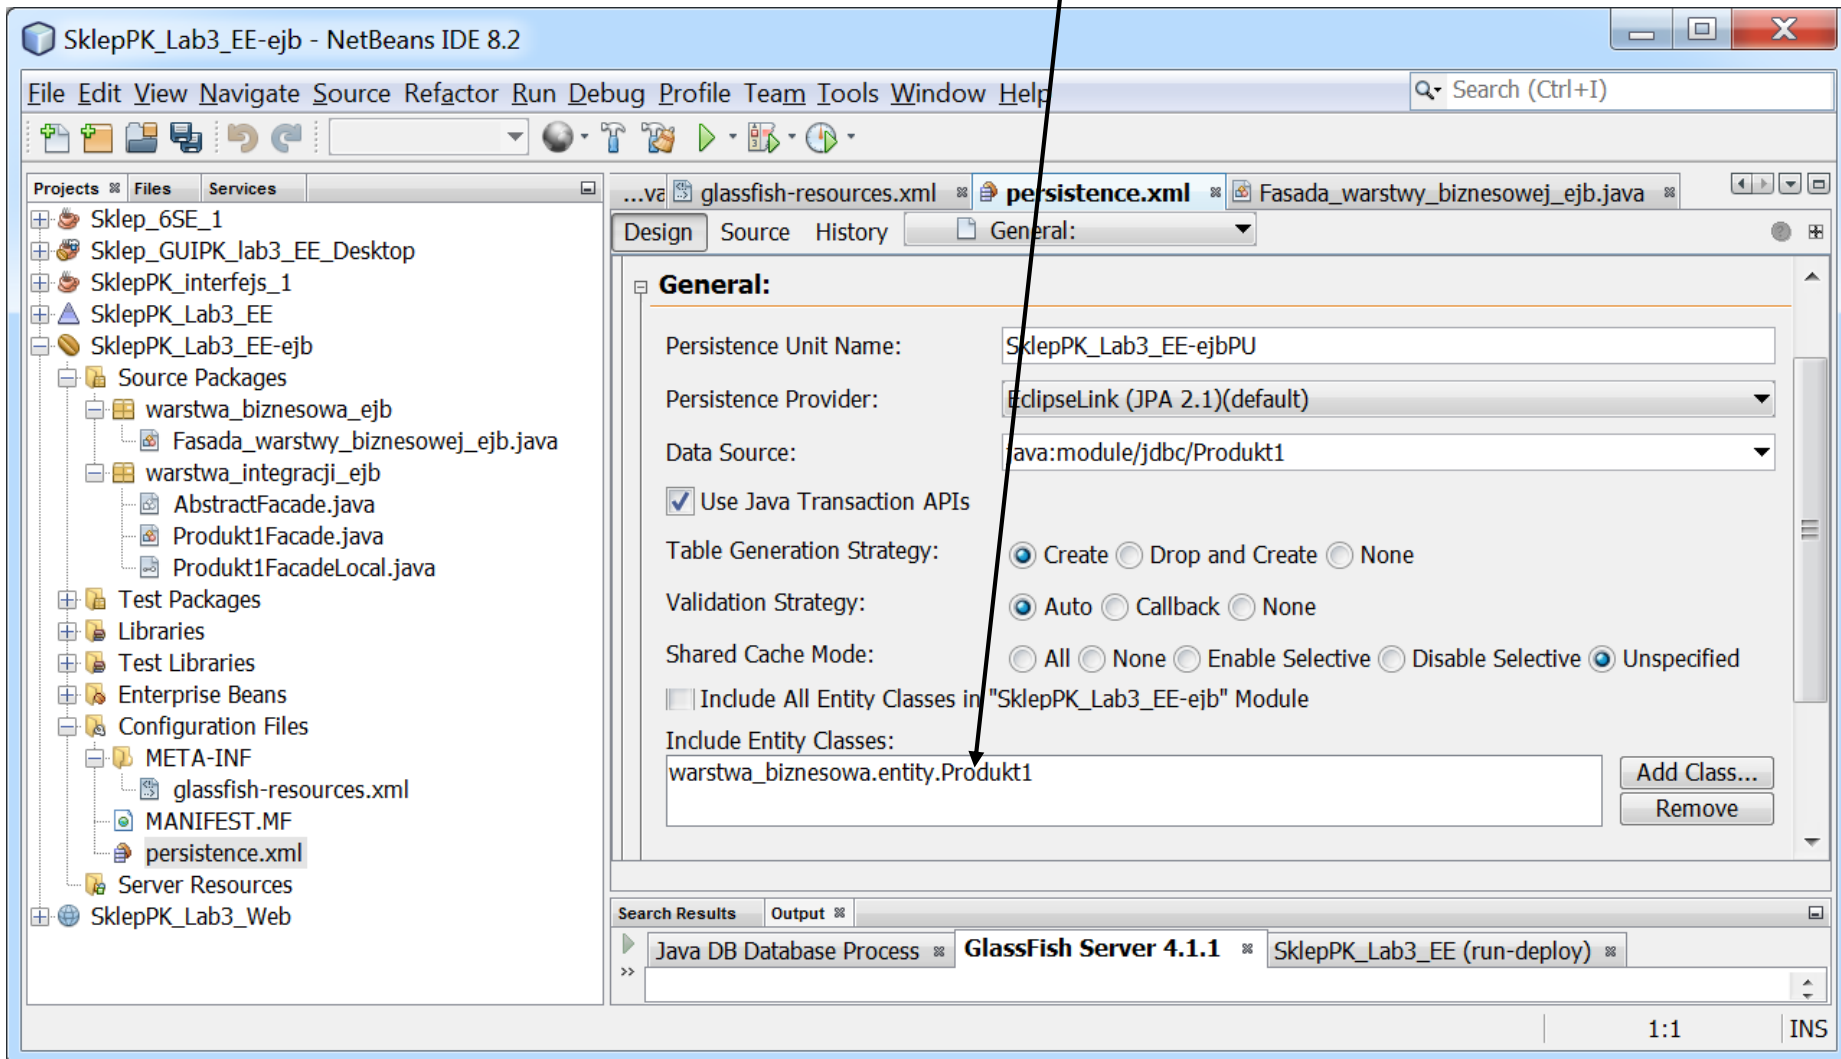 SklepPK_Lab3_EE-ejb - NetBeans IDE 8.2
File Edit View Navigate Source Refactor Run Debug Profile Team Tools Window Help
Search (Ctrl+I)
Projects Files Services
Sklep_6SE_1
Sklep_GUIPK_lab3_EE_Desktop
SklepPK_interfejs_1
SklepPK_Lab3_EE
SklepPK_Lab3_EE-ejb
Source Packages
warstwa_biznesowa_ejb
Fasada_warstwy_biznesowej_ejb.java
warstwa_integracji_ejb
AbstractFacade.java
Produkt1Facade.java
Produkt1FacadeLocal.java
Test Packages
Libraries
Test Libraries
Enterprise Beans
Configuration Files
META-INF
glassfish-resources.xml
MANIFEST.MF
persistence.xml
Server Resources
SklepPK_Lab3_Web
...va glassfish-resources.xml persistence.xml Fasada_warstwy_biznesowej_ejb.java
Design Source History General:
General:
Persistence Unit Name: SklepPK_Lab3_EE-ejbPU
Persistence Provider: EclipseLink (JPA 2.1)(default)
Data Source: java:module/jdbc/Produkt1
Use Java Transaction APIs
Table Generation Strategy: Create Drop and Create None
Validation Strategy: Auto Callback None
Shared Cache Mode: All None Enable Selective Disable Selective Unspecified
Include All Entity Classes in "SklepPK_Lab3_EE-ejb" Module
Include Entity Classes:
warstwa_biznesowa.entity.Produkt1
Add Class...
Remove
Search Results Output
Java DB Database Process GlassFish Server 4.1.1 SklepPK_Lab3_EE (run-deploy)
1:1 INS